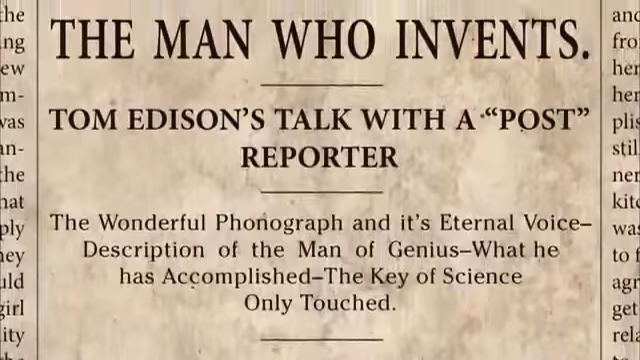 THE MAN WHO INVENTS.
TOM EDISON'S TALK WITH A “POST”
REPORTER
The Wonderful Phonograph and it's Eternal Voice–
Description of the Man of Genius–What he
has Accomplished–The Key of Science
Only Touched.